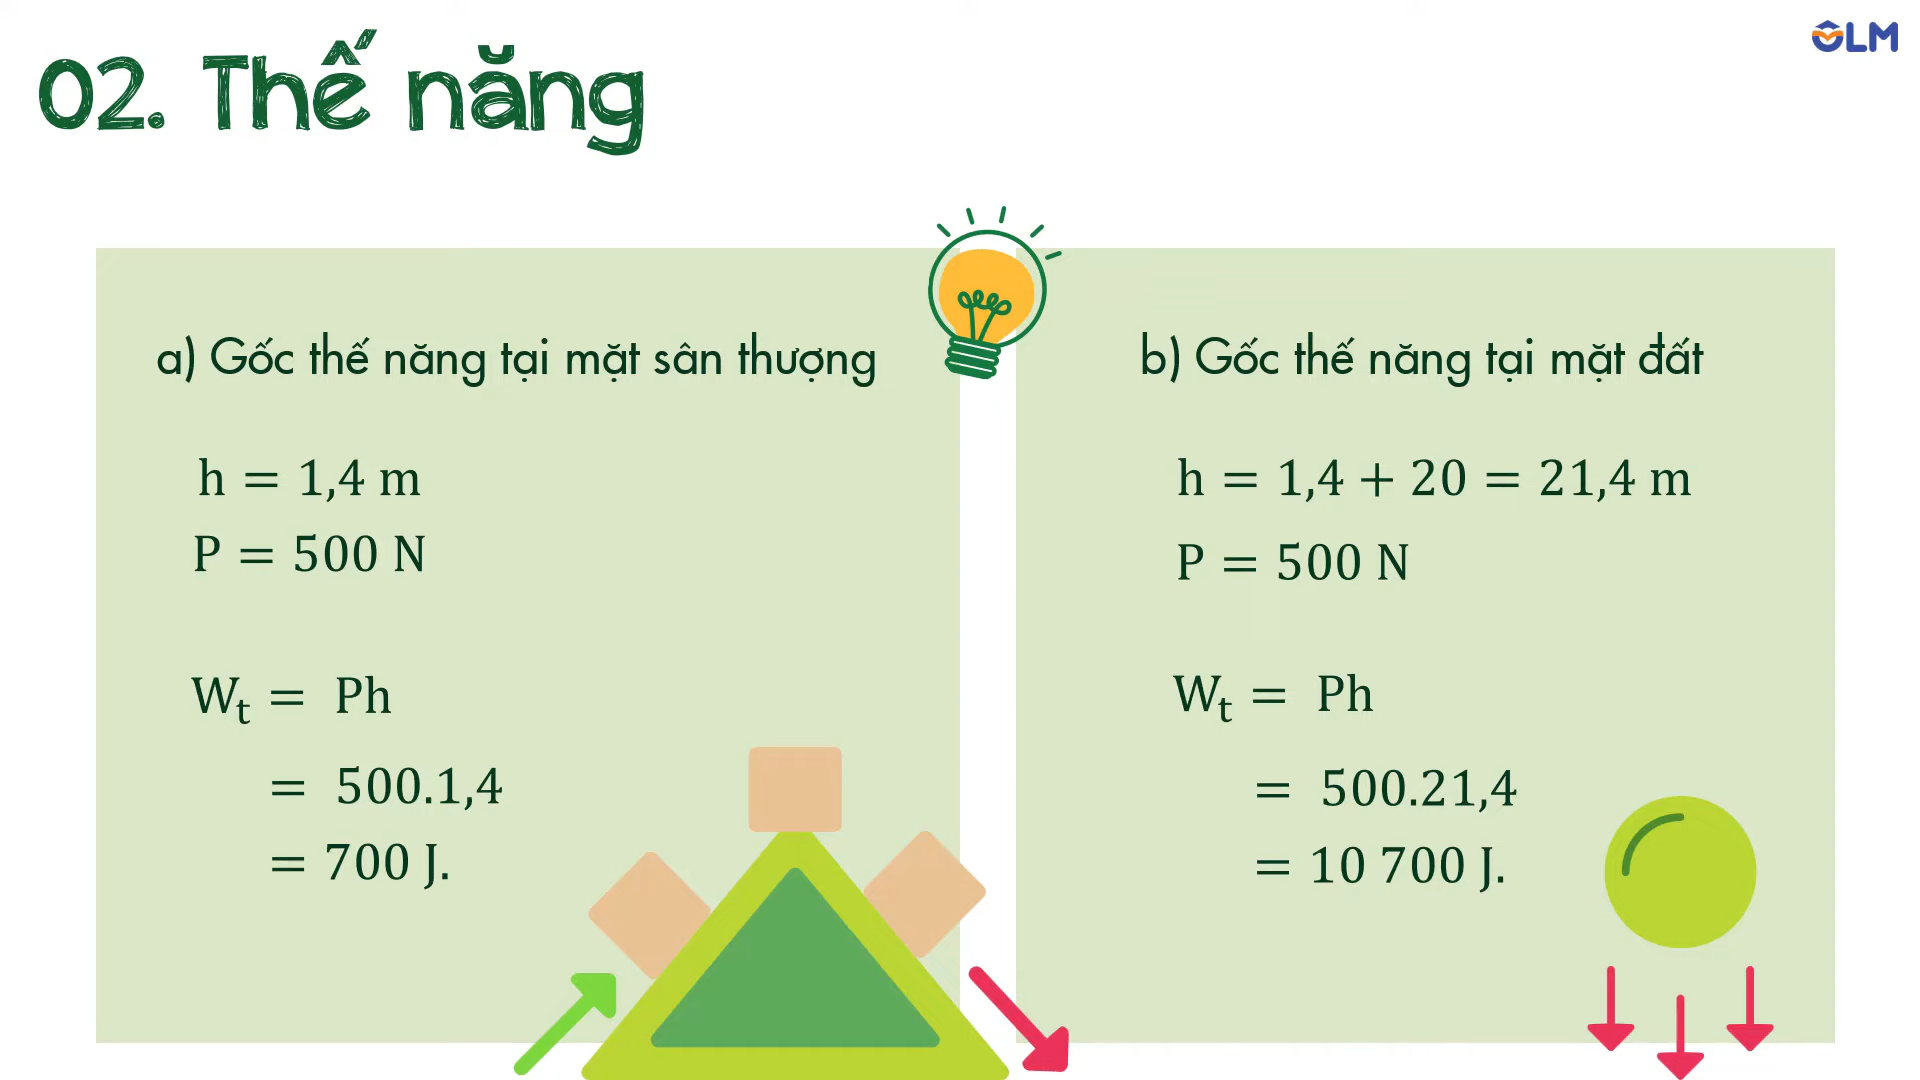 02. Thế năng
OLM
a) Gốc thế năng tại mặt sân thượng
h = 1,4 m
P = 500 N
Wₜ = Ph
= 500.1,4
= 700 J.
b) Gốc thế năng tại mặt đất
h = 1,4 + 20 = 21,4 m
P = 500 N
Wₜ = Ph
= 500.21,4
= 10 700 J.